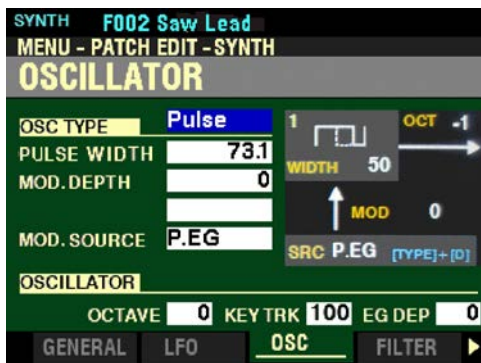 SYNTH F002 Saw Lead
MENU - PATCH EDIT - SYNTH
OSCILLATOR
OSC TYPE Pulse
PULSE WIDTH 73.1
MOD. DEPTH 0
MOD. SOURCE P.EG
1 OCT -1
WIDTH 50
MOD 0
SRC P.EG [TYPE]+[D]
OSCILLATOR
OCTAVE 0 KEY TRK 100 EG DEP 0
GENERAL LFO OSC FILTER